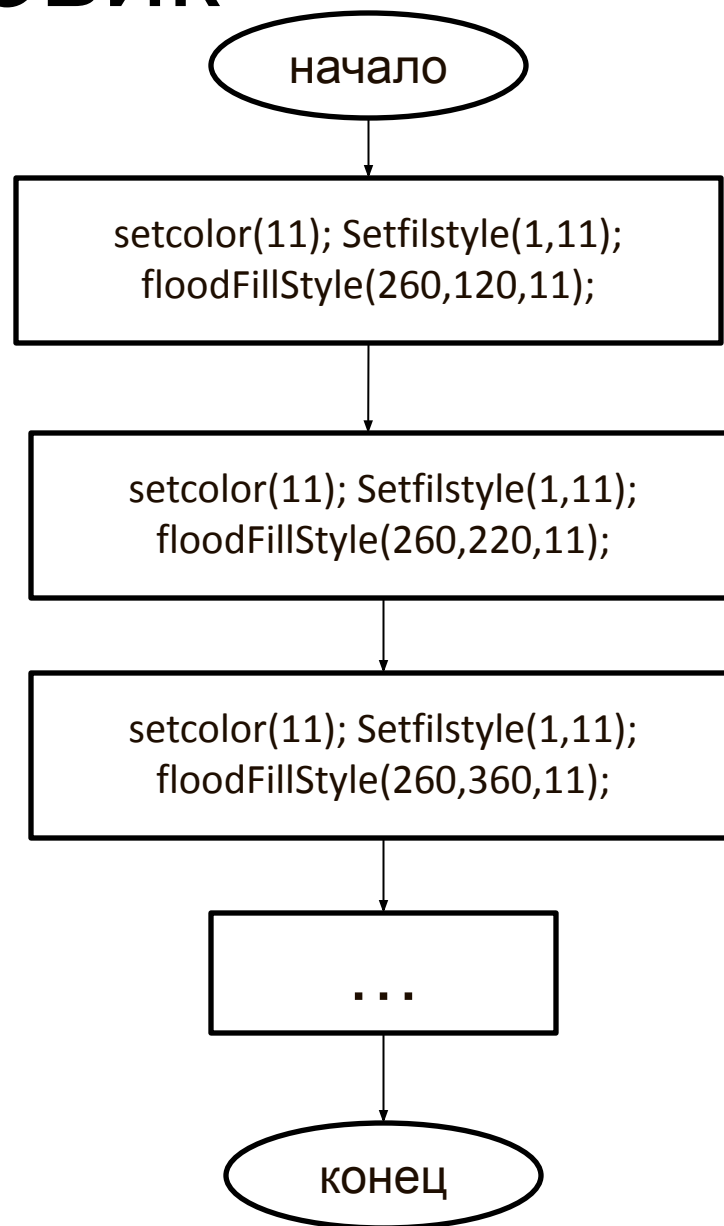 начало
setcolor(11); Setfilstyle(1,11);
floodFillStyle(260,120,11);
setcolor(11); Setfilstyle(1,11);
floodFillStyle(260,220,11);
setcolor(11); Setfilstyle(1,11);
floodFillStyle(260,360,11);
...
конец